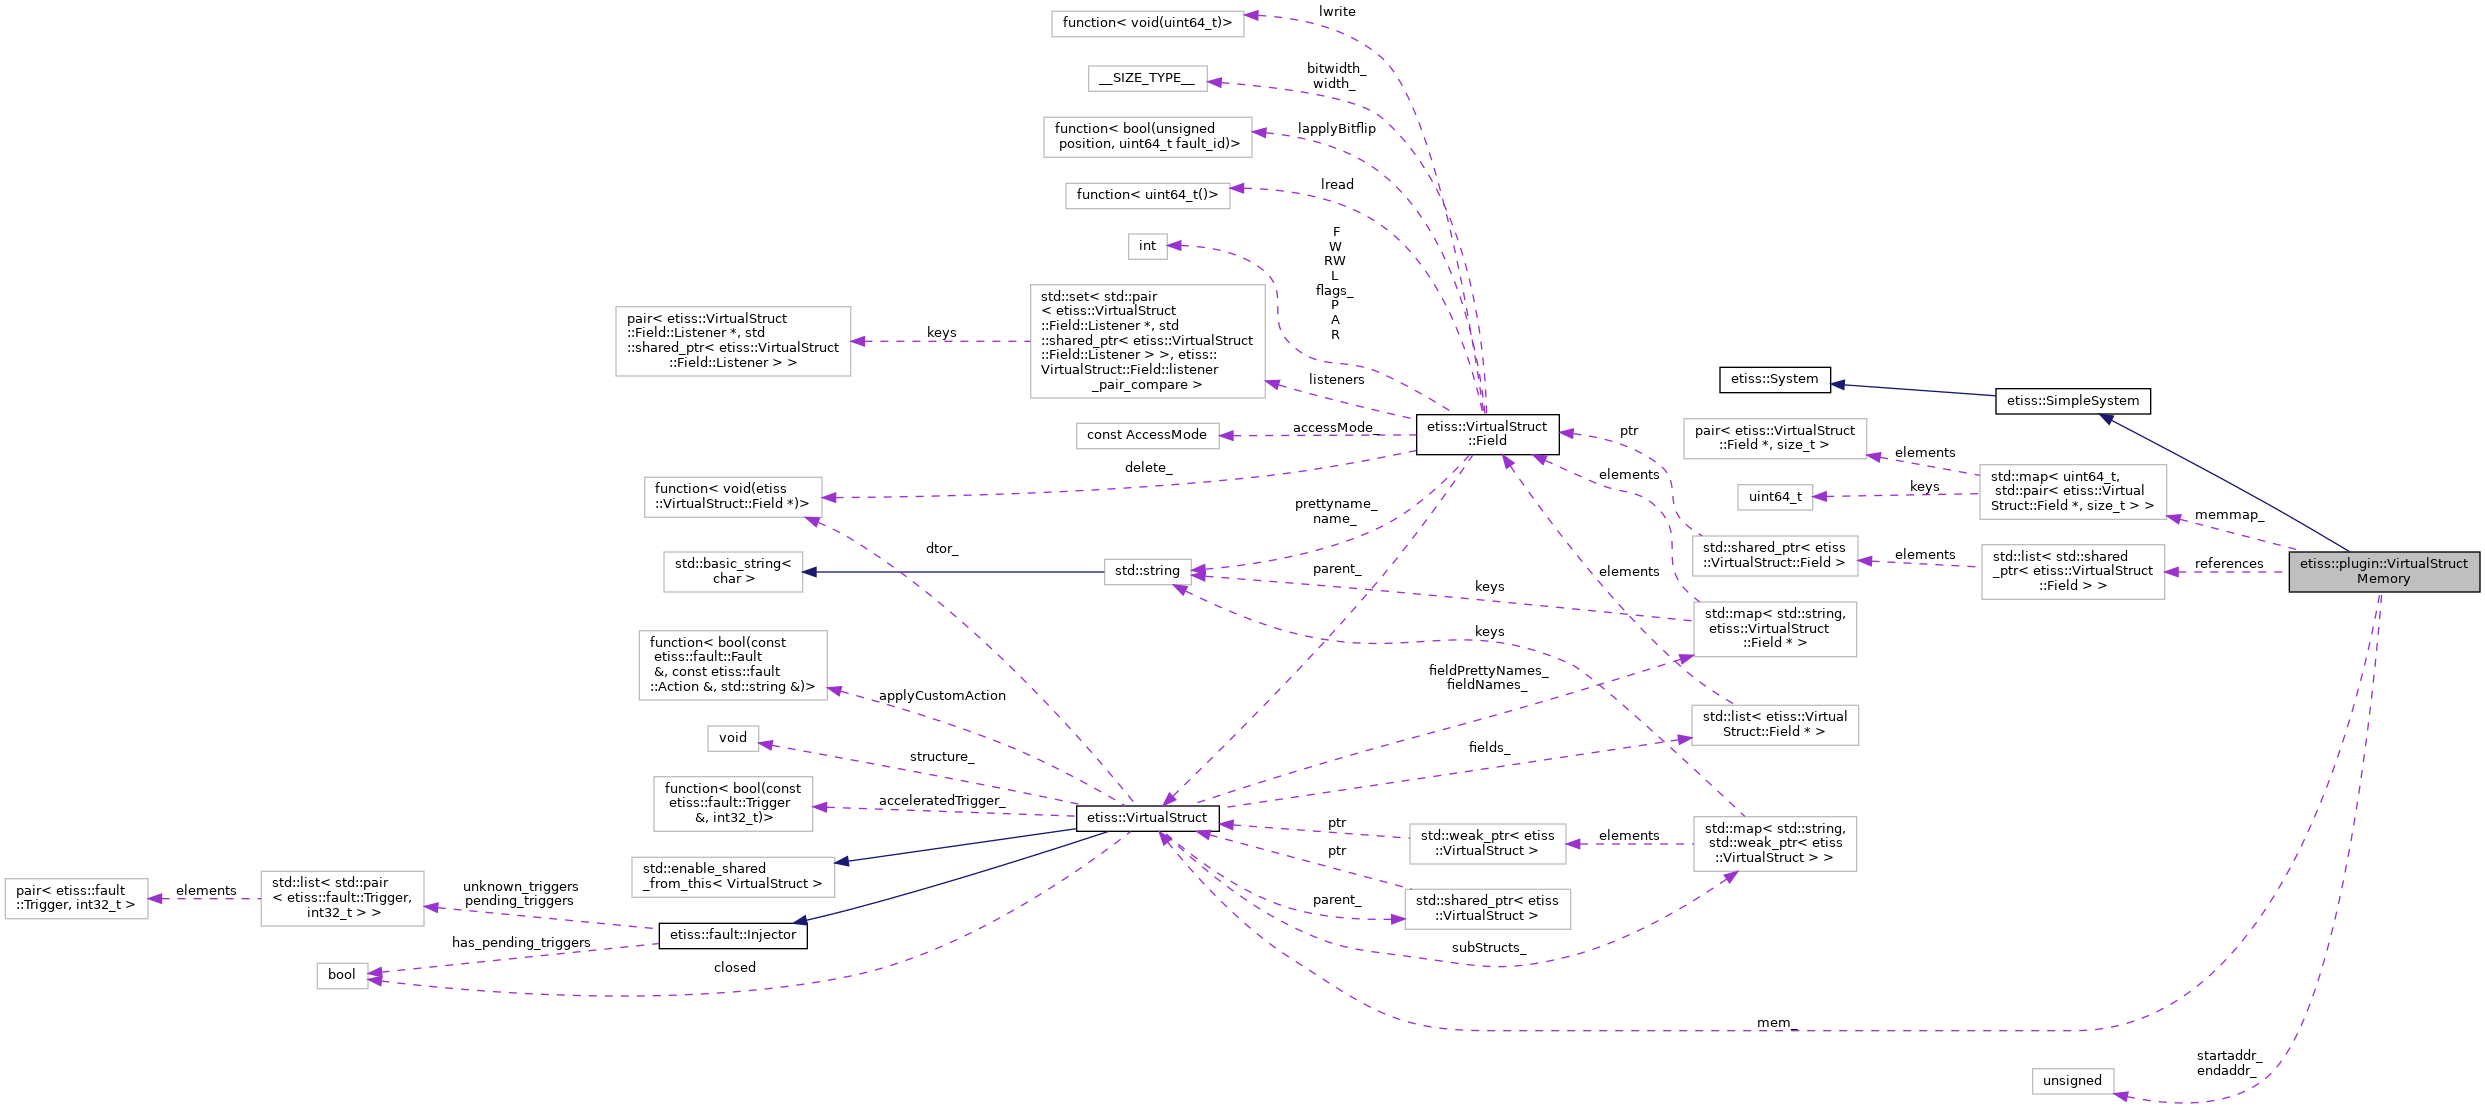 function< void(uint64_t)>
lwrite
__SIZE_TYPE__
bitwidth_
width_
function< bool(unsigned
position, uint64_t fault_id)>
lapplyBitflip
function< uint64_t()>
lread
int
F
W
RW
L
flags_
P
A
R
pair< etiss::VirtualStruct
::Field::Listener *, std
::shared_ptr< etiss::VirtualStruct
::Field::Listener > >
keys
std::set< std::pair
< etiss::VirtualStruct
::Field::Listener *, std
::shared_ptr< etiss::VirtualStruct
::Field::Listener > >, etiss::
VirtualStruct::Field::listener
_pair_compare >
listeners
const AccessMode
accessMode_
etiss::VirtualStruct
::Field
ptr
elements
etiss::System
etiss::SimpleSystem
pair< etiss::VirtualStruct
::Field *, size_t >
elements
uint64_t
keys
std::map< uint64_t,
std::pair< etiss::Virtual
Struct::Field *, size_t > >
memmap_
function< void(etiss
::VirtualStruct::Field *)>
delete_
prettyname_
name_
dtor_
std::basic_string<
char >
std::string
parent_
keys
elements
std::shared_ptr< etiss
::VirtualStruct::Field >
elements
std::list< std::shared
_ptr< etiss::VirtualStruct
::Field > >
references
etiss::plugin::VirtualStruct
Memory
std::map< std::string,
etiss::VirtualStruct
::Field * >
keys
function< bool(const
etiss::fault::Fault
&, const etiss::fault
::Action &, std::string &)>
applyCustomAction
fieldPrettyNames_
fieldNames_
std::list< etiss::Virtual
Struct::Field * >
void
structure_
fields_
function< bool(const
etiss::fault::Trigger
&, int32_t)>
acceleratedTrigger_
etiss::VirtualStruct
ptr
std::weak_ptr< etiss
::VirtualStruct >
elements
std::map< std::string,
std::weak_ptr< etiss
::VirtualStruct > >
ptr
std::enable_shared
_from_this< VirtualStruct >
pair< etiss::fault
::Trigger, int32_t >
elements
std::list< std::pair
< etiss::fault::Trigger,
int32_t > >
unknown_triggers
pending_triggers
etiss::fault::Injector
parent_
std::shared_ptr< etiss
::VirtualStruct >
has_pending_triggers
bool
closed
subStructs_
mem_
unsigned
startaddr_
endaddr_